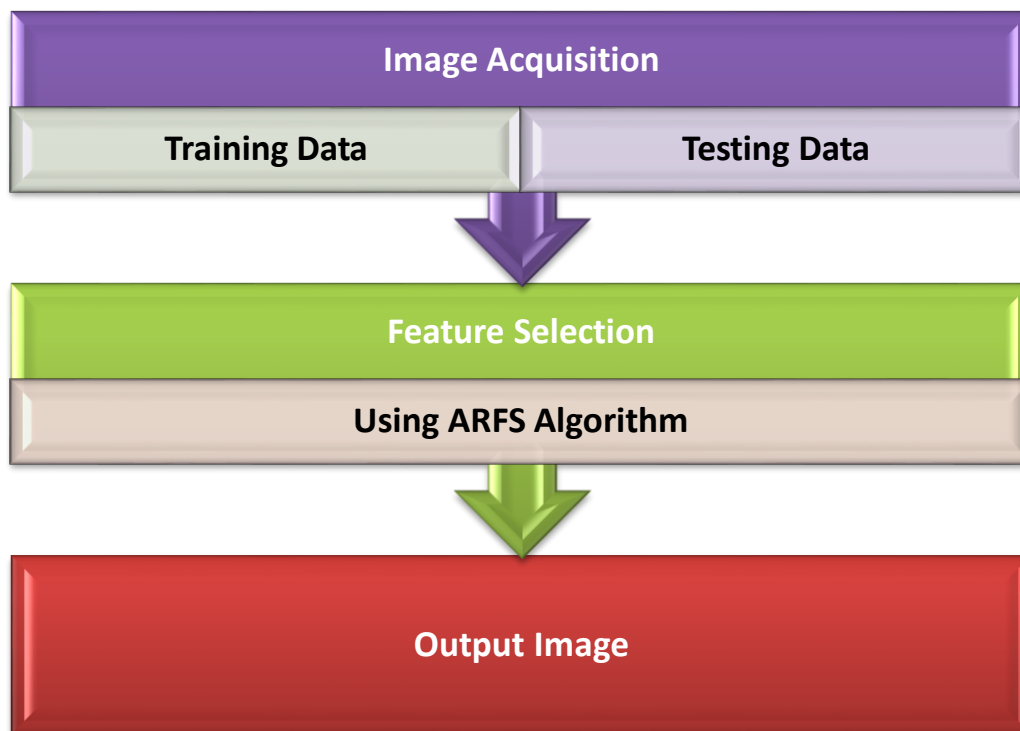 Image Acquisition
Training Data
Testing Data
Feature Selection
Using ARFS Algorithm
Output Image